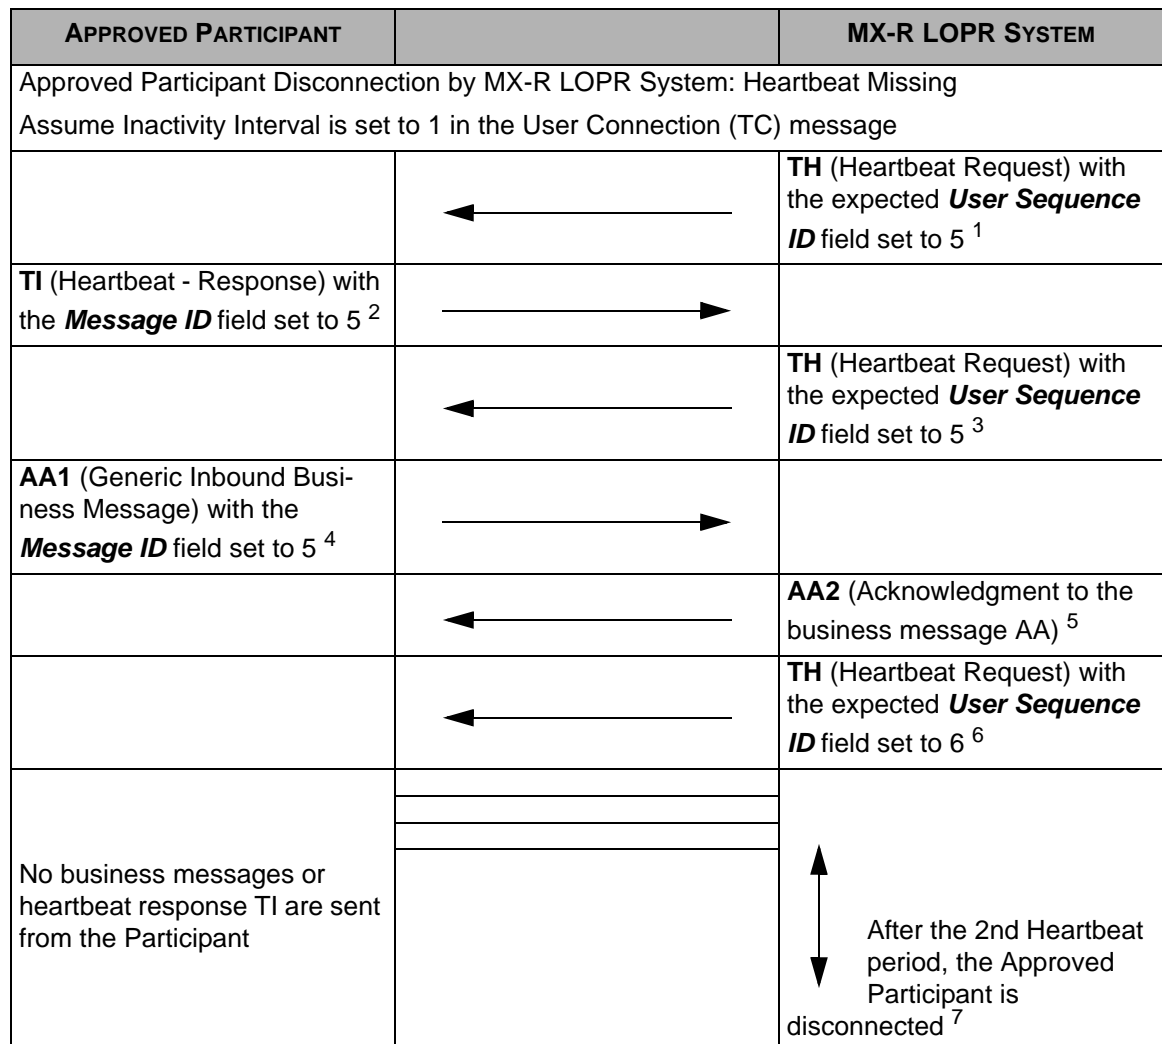 APPROVED PARTICIPANT
MX-R LOPR SYSTEM
Approved Participant Disconnection by MX-R LOPR System: Heartbeat Missing
Assume Inactivity Interval is set to 1 in the User Connection (TC) message
TH (Heartbeat Request) with
the expected User Sequence
ID field set to 5 1
TI (Heartbeat - Response) with
the Message ID field set to 5 2
TH (Heartbeat Request) with
the expected User Sequence
ID field set to 5 3
AA1 (Generic Inbound Busi-
ness Message) with the
Message ID field set to 5 4
AA2 (Acknowledgment to the
business message AA) 5
TH (Heartbeat Request) with
the expected User Sequence
ID field set to 6 6
No business messages or
heartbeat response TI are sent
from the Participant
After the 2nd Heartbeat
period, the Approved
Participant is
disconnected 7